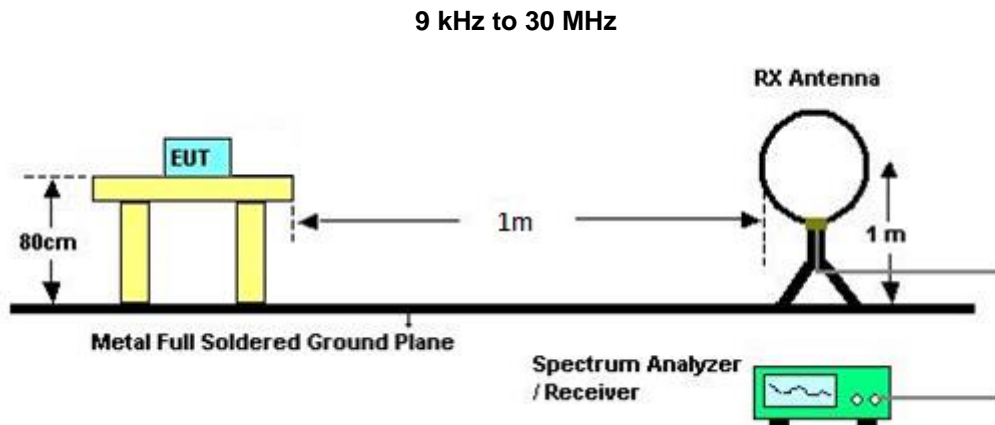 9 kHz to 30 MHz
RX Antenna
EUT
80cm
1m
1 m
Metal Full Soldered Ground Plane
Spectrum Analyzer
/ Receiver